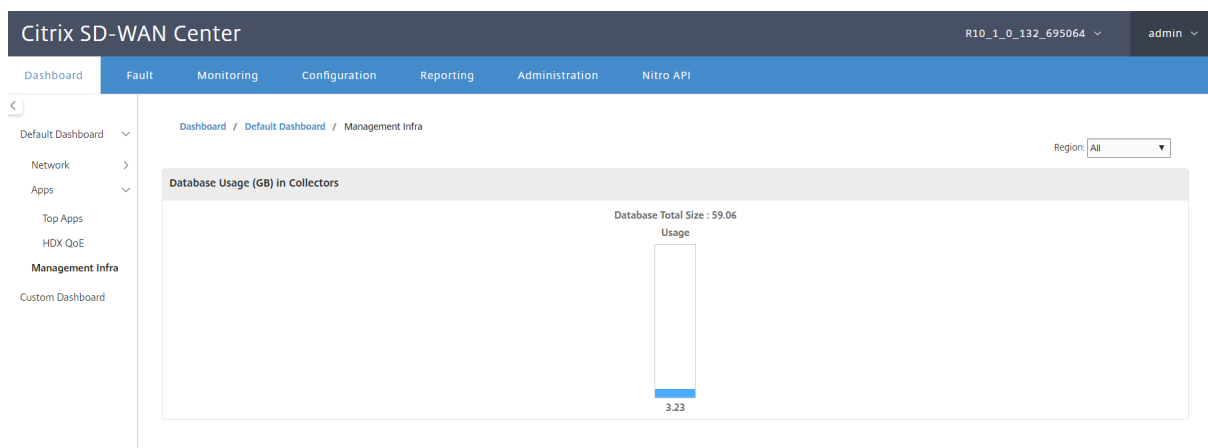 Citrix SD-WAN Center
R10_1_0_132_695064
admin
Dashboard Fault Monitoring Configuration Reporting Administration Nitro API
Default Dashboard
Network
Apps
Top Apps
HDX QoE
Management Infra
Custom Dashboard
Dashboard / Default Dashboard / Management Infra
Region: All
Database Usage (GB) in Collectors
Database Total Size : 59.06
Usage
3.23